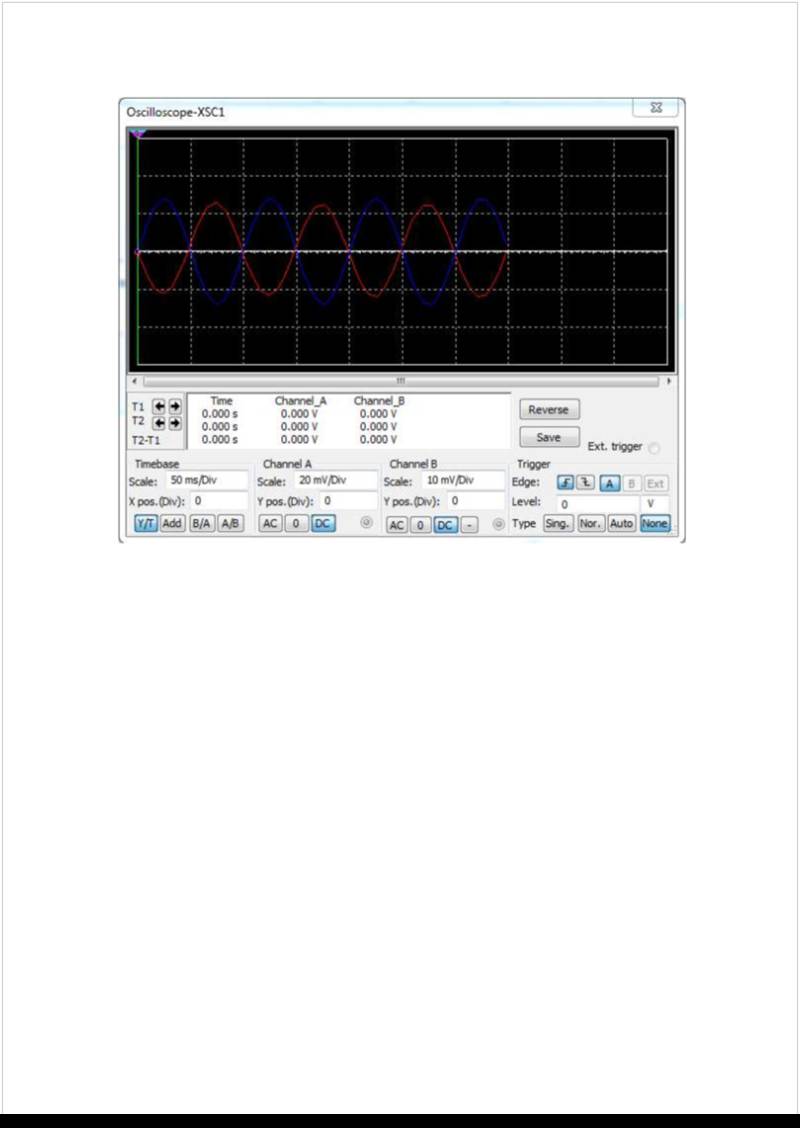 Oscilloscope-XSC1
T1
T2
T2-T1
Time Channel_A Channel_B
0.000 s 0.000 V 0.000 V
0.000 s 0.000 V 0.000 V
0.000 s 0.000 V 0.000 V
Reverse
Save
Ext. trigger
Timebase
Scale: 50 ms/Div
X pos.(Div): 0
Y/T Add B/A A/B
Channel A
Scale: 20 mV/Div
Y pos.(Div): 0
AC 0 DC
Channel B
Scale: 10 mV/Div
Y pos.(Div): 0
AC 0 DC -
Trigger
Edge: A B Ext
Level: 0 V
Type Sing. Nor. Auto None